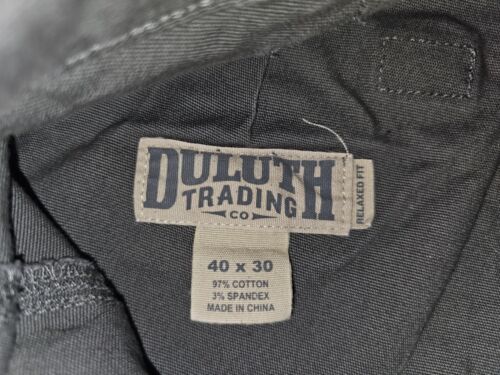 DULUTH
TRADING
CO
RELAXED FIT
40 x 30
97% COTTON
3% SPANDEX
MADE IN CHINA